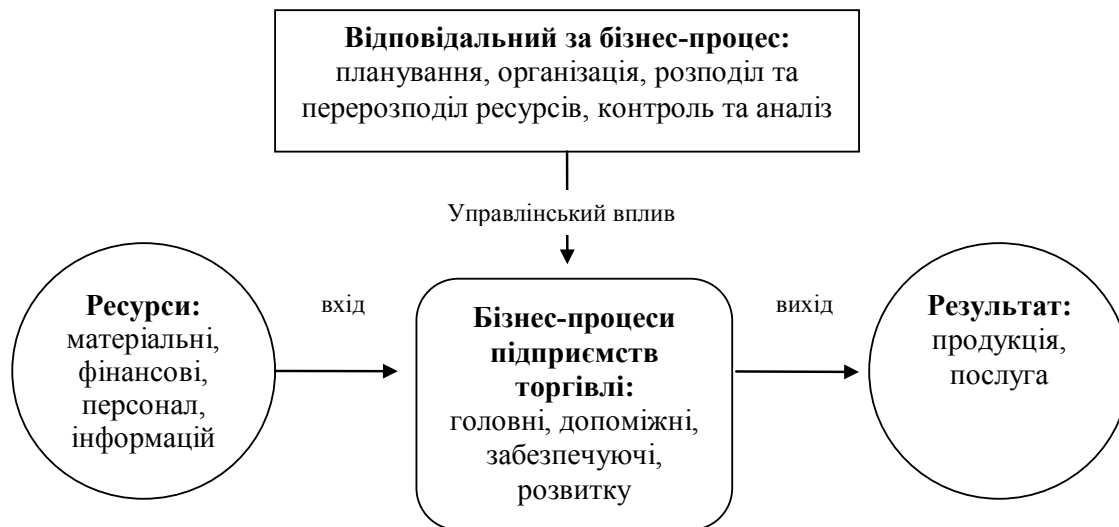 Відповідальний за бізнес-процес:
планування, організація, розподіл та
перерозподіл ресурсів, контроль та аналіз
Управлінський вплив
Ресурси:
матеріальні,
фінансові,
персонал,
інформацій
вхід
Бізнес-процеси
підприємств
торгівлі:
головні, допоміжні,
забезпечуючі,
розвитку
вихід
Результат:
продукція,
послуга